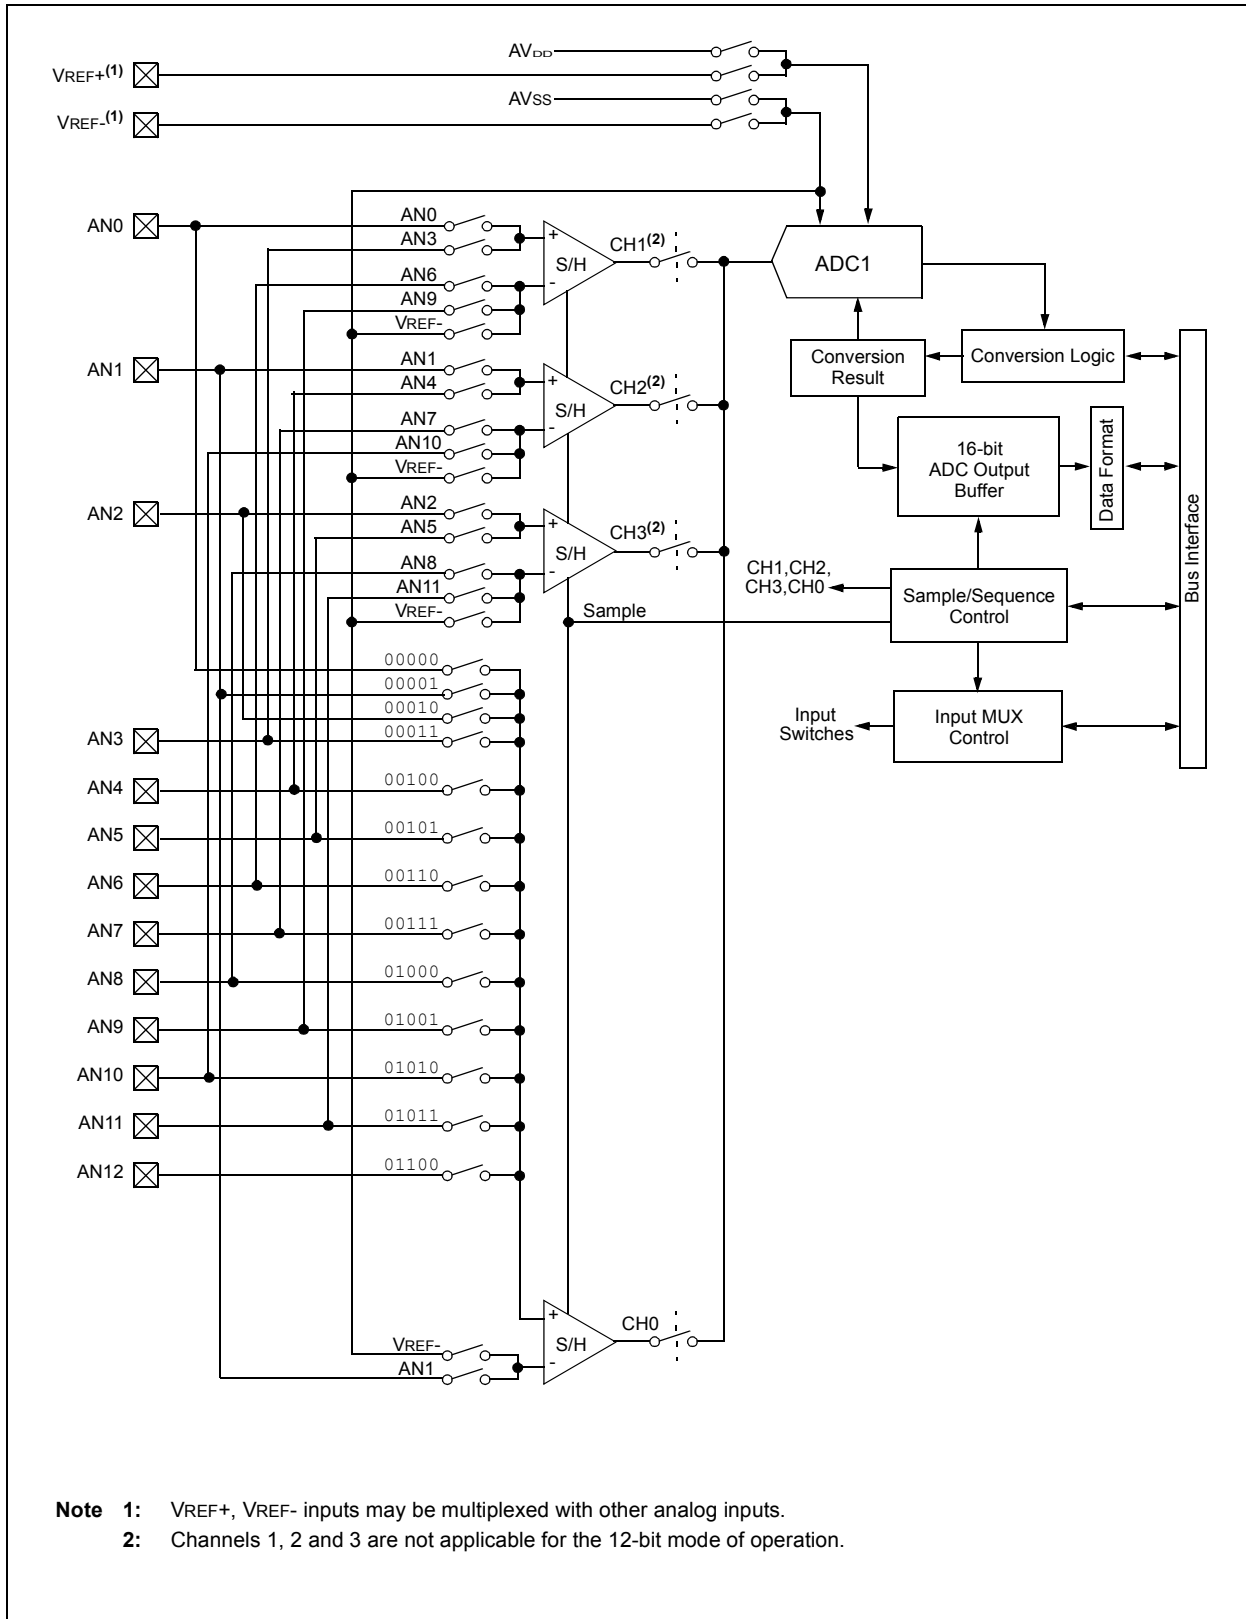 AVDD
VREF+(1)
AVSS
VREF-(1)
AN0
AN0
AN3
AN6
AN9
VREF-
+
-
S/H
CH1(2)
ADC1
Conversion
Result
Conversion Logic
AN1
AN1
AN4
AN7
AN10
VREF-
+
-
S/H
CH2(2)
16-bit
ADC Output
Buffer
Data Format
Bus Interface
AN2
AN2
AN5
AN8
AN11
VREF-
+
-
S/H
CH3(2)
CH1,CH2,
CH3,CH0
Sample/Sequence
Control
Sample
00000
00001
00010
00011
Input
Switches
Input MUX
Control
AN3
AN4
00100
AN5
00101
AN6
00110
AN7
00111
AN8
01000
AN9
01001
AN10
01010
AN11
01011
AN12
01100
VREF-
AN1
+
-
S/H
CH0
Note 1: VREF+, VREF- inputs may be multiplexed with other analog inputs.
2: Channels 1, 2 and 3 are not applicable for the 12-bit mode of operation.